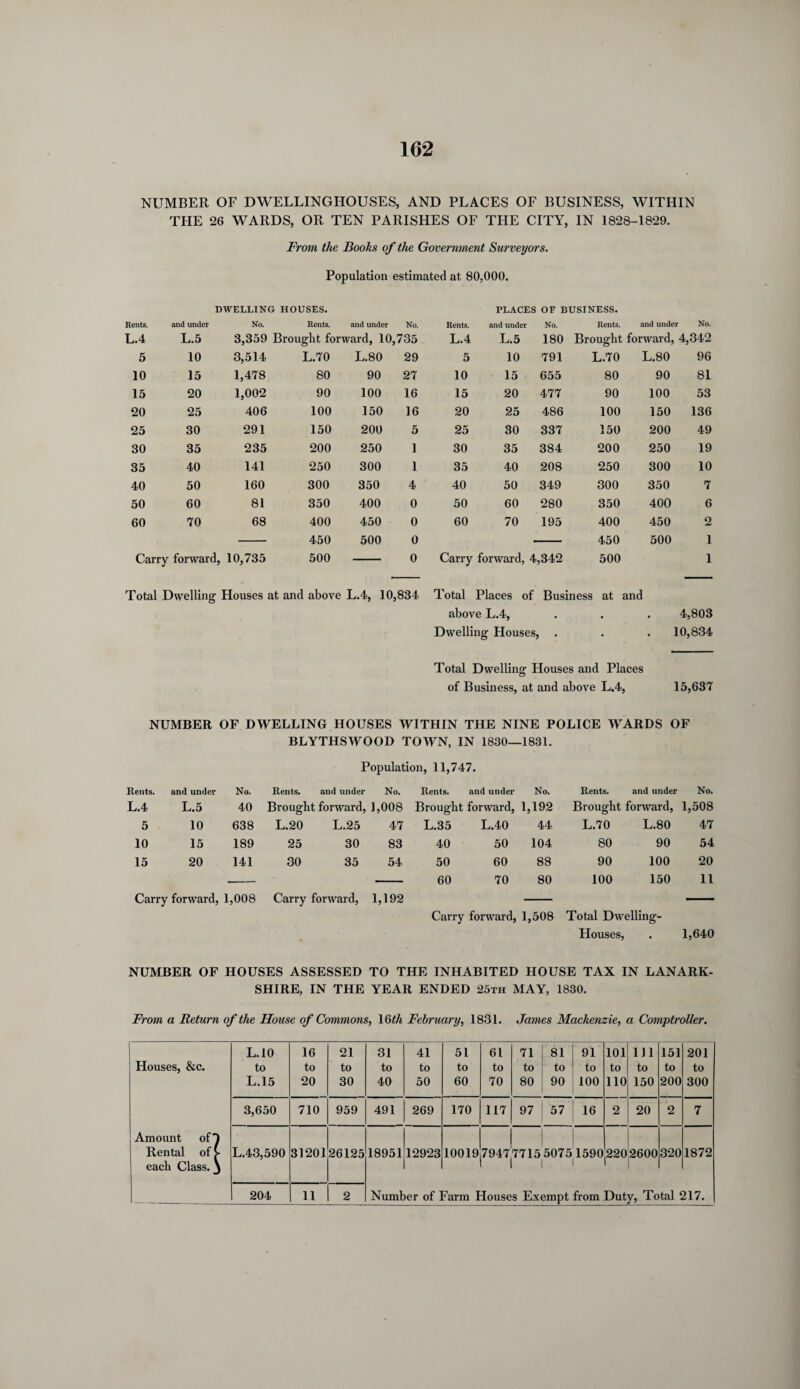 162
NUMBER OF DWELLINGHOUSES, AND PLACES OF BUSINESS, WITHIN
THE 26 WARDS, OR TEN PARISHES OF THE CITY, IN 1828-1829.
From the Books of the Government Surveyors.
Population estimated at 80,000.
DWELLING HOUSES. PLACES OF BUSINESS.
Rents. and under No. Rents. and under No. Rents. and under No. Rents. and under No.
L.4 L.5 3,359 Brought forward, 10,735 L.4 L.5 180 Brought forward, 4,342
5 10 3,514 L.70 L.80 29 5 10 791 L.70 L.80 96
10 15 1,478 80 90 27 10 15 655 80 90 81
15 20 1,002 90 100 16 15 20 477 90 100 53
20 25 406 100 150 16 20 25 486 100 150 136
25 30 291 150 200 5 25 30 337 150 200 49
30 35 235 200 250 1 30 35 384 200 250 19
35 40 141 250 300 1 35 40 208 250 300 10
40 50 160 300 350 4 40 50 349 300 350 7
50 60 81 350 400 0 50 60 280 350 400 6
60 70 68 400 450 0 60 70 195 400 450 2
—— 450 500 0 —— 450 500 1
Carry forward, 10,735 500 —— 0 Carry forward, 4,342 500 1
Total Dwelling Houses at and above L.4, 10,834 Total Places of Business at and
above L.4, . . . 4,803
Dwelling Houses, . . . 10,834
Total Dwelling Houses and Places
of Business, at and above L.4, 15,637
NUMBER OF DWELLING HOUSES WITHIN THE NINE POLICE WARDS OF
BLYTHSWOOD TOWN, IN 1830—1831.
Population, 11,747.
Rents. and under No. Rents. and under No. Rents. and under No. Rents. and under No.
L.4 L.5 40 Brought forward, 1,008 Brought forward, 1,192 Brought forward, 1,508
5 10 638 L.20 L.25 47 L.35 L.40 44 L.70 L.80 47
10 15 189 25 30 83 40 50 104 80 90 54
15 20 141 30 35 54 50 60 88 90 100 20
—— —— 60 70 80 100 150 11
Carry forward, 1,008 Carry forward, 1,192 —— ——
Carry forward, 1,508 Total Dwelling-
Houses, . 1,640
NUMBER OF HOUSES ASSESSED TO THE INHABITED HOUSE TAX IN LANARK-
SHIRE, IN THE YEAR ENDED 25TH MAY, 1830.
From a Return of the House of Commons, 16th February, 1831. James Mackenzie, a Comptroller.
L.10 16 21 31 41 51 61 71 81 91 101 111 151 201
Houses, &c. to to to to to to to to to to to to to to
L.15 20 30 40 50 60 70 80 90 100 110 150 200 300
3,650 710 959 491 269 170 117 97 57 16 2 20 2 7
Amount of
Rental of L.43,590 31201 26125 18951 12923 10019 7947 7715 5075 1590 220 2600 320 1872
each Class.
204 11 2 Number of Farm Houses Exempt from Duty, Total 217.